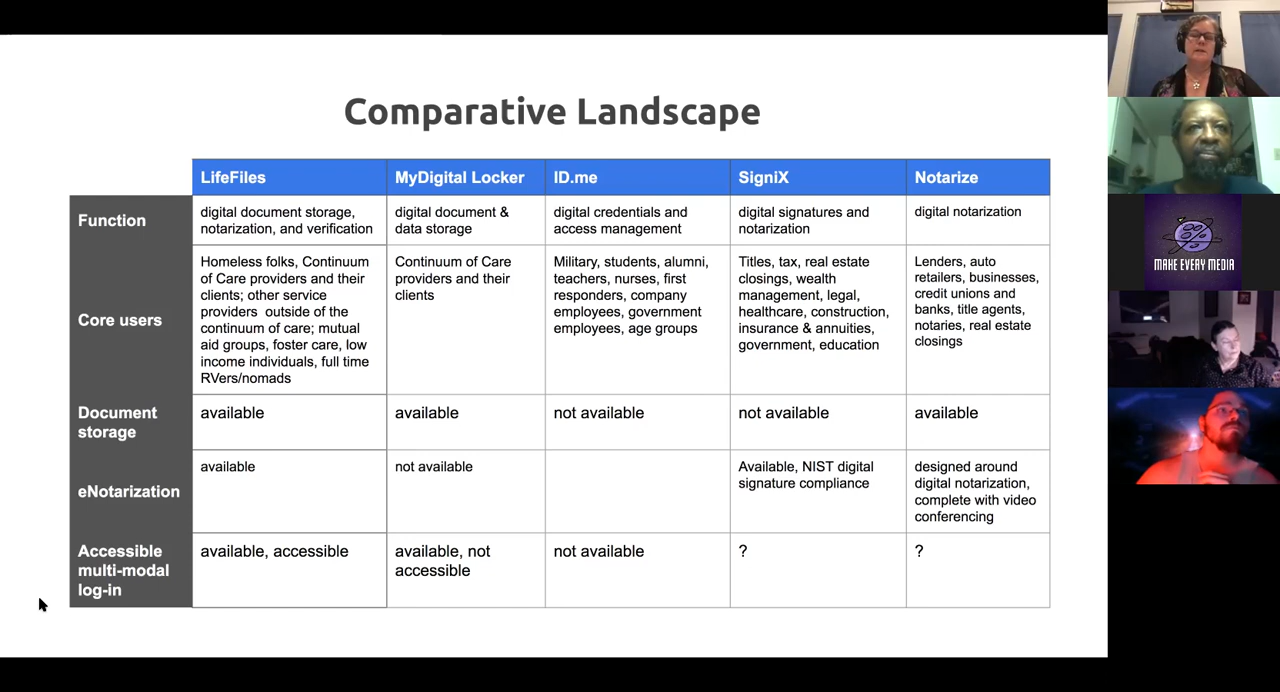 Comparative Landscape
LifeFiles
MyDigital Locker
ID.me
SigniX
Notarize
Function
digital document storage,
notarization, and verification
digital document &
data storage
digital credentials and
access management
digital signatures and
notarization
digital notarization
Core users
Homeless folks, Continuum
of Care providers and their
clients; other service
providers outside of the
continuum of care; mutual
aid groups, foster care, low
income individuals, full time
RVers/nomads
Continuum of Care
providers and their
clients
Military, students, alumni,
teachers, nurses, first
responders, company
employees, government
employees, age groups
Titles, tax, real estate
closings, wealth
management, legal,
healthcare, construction,
insurance & annuities,
government, education
Lenders, auto
retailers, businesses,
credit unions and
banks, title agents,
notaries, real estate
closings
Document
storage
available
available
not available
not available
available
eNotarization
available
not available
Available, NIST digital
signature compliance
designed around
digital notarization,
complete with video
conferencing
Accessible
multi-modal
log-in
available, accessible
available, not
accessible
not available
?
?
MAKE EVERY MEDIA